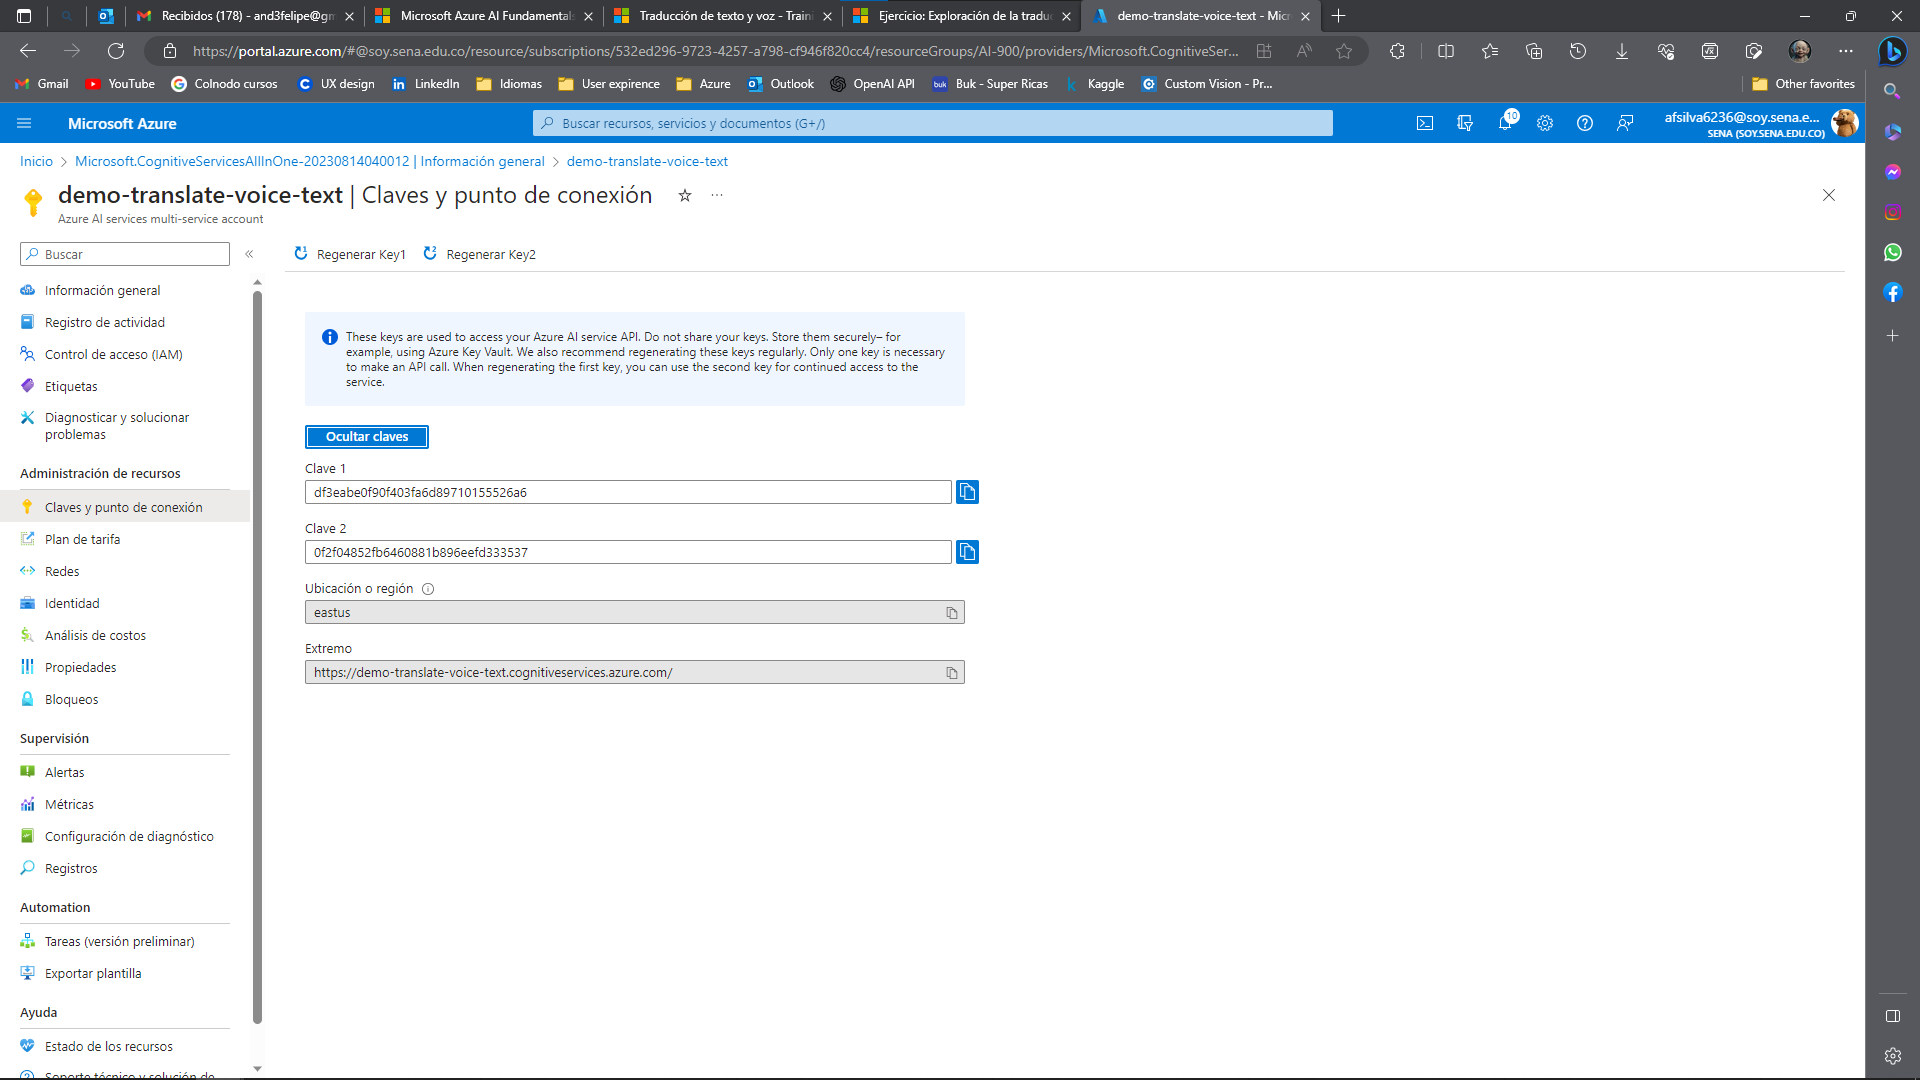 Recibidos (178) - and3felipe@gm
Microsoft Azure AI Fundamentals
Traducción de texto y voz - Traini
Ejercicio: Exploración de la traduc
demo-translate-voice-text - Micr
https://portal.azure.com/#@soy.sena.edu.co/resource/subscriptions/532ed296-9723-4257-a798-cf946f820cc4/resourceGroups/AI-900/providers/Microsoft.CognitiveSer...
Gmail
YouTube
Colnodo cursos
UX design
LinkedIn
Idiomas
User expirence
Azure
Outlook
OpenAI API
Buk - Super Ricas
Kaggle
Custom Vision - Pr...
Other favorites
Microsoft Azure
Buscar recursos, servicios y documentos (G+/)
10
afsilva6236@soy.sena.e...
SENA (SOY.SENA.EDU.CO)
Inicio > Microsoft.CognitiveServicesAllInOne-20230814040012 | Información general > demo-translate-voice-text
demo-translate-voice-text | Claves y punto de conexión
Azure AI services multi-service account
Buscar
Regenerar Key1
Regenerar Key2
Información general
Registro de actividad
Control de acceso (IAM)
Etiquetas
Diagnosticar y solucionar
problemas
Administración de recursos
Claves y punto de conexión
Plan de tarifa
Redes
Identidad
Análisis de costos
Propiedades
Bloqueos
Supervisión
Alertas
Métricas
Configuración de diagnóstico
Registros
Automation
Tareas (versión preliminar)
Exportar plantilla
Ayuda
Estado de los recursos
Soporte técnico y solución de
These keys are used to access your Azure AI service API. Do not share your keys. Store them securely– for
example, using Azure Key Vault. We also recommend regenerating these keys regularly. Only one key is necessary
to make an API call. When regenerating the first key, you can use the second key for continued access to the
service.
Ocultar claves
Clave 1
df3eabe0f90f403fa6d89710155526a6
Clave 2
0f2f04852fb6460881b896eefd333537
Ubicación o región
eastus
Extremo
https://demo-translate-voice-text.cognitiveservices.azure.com/